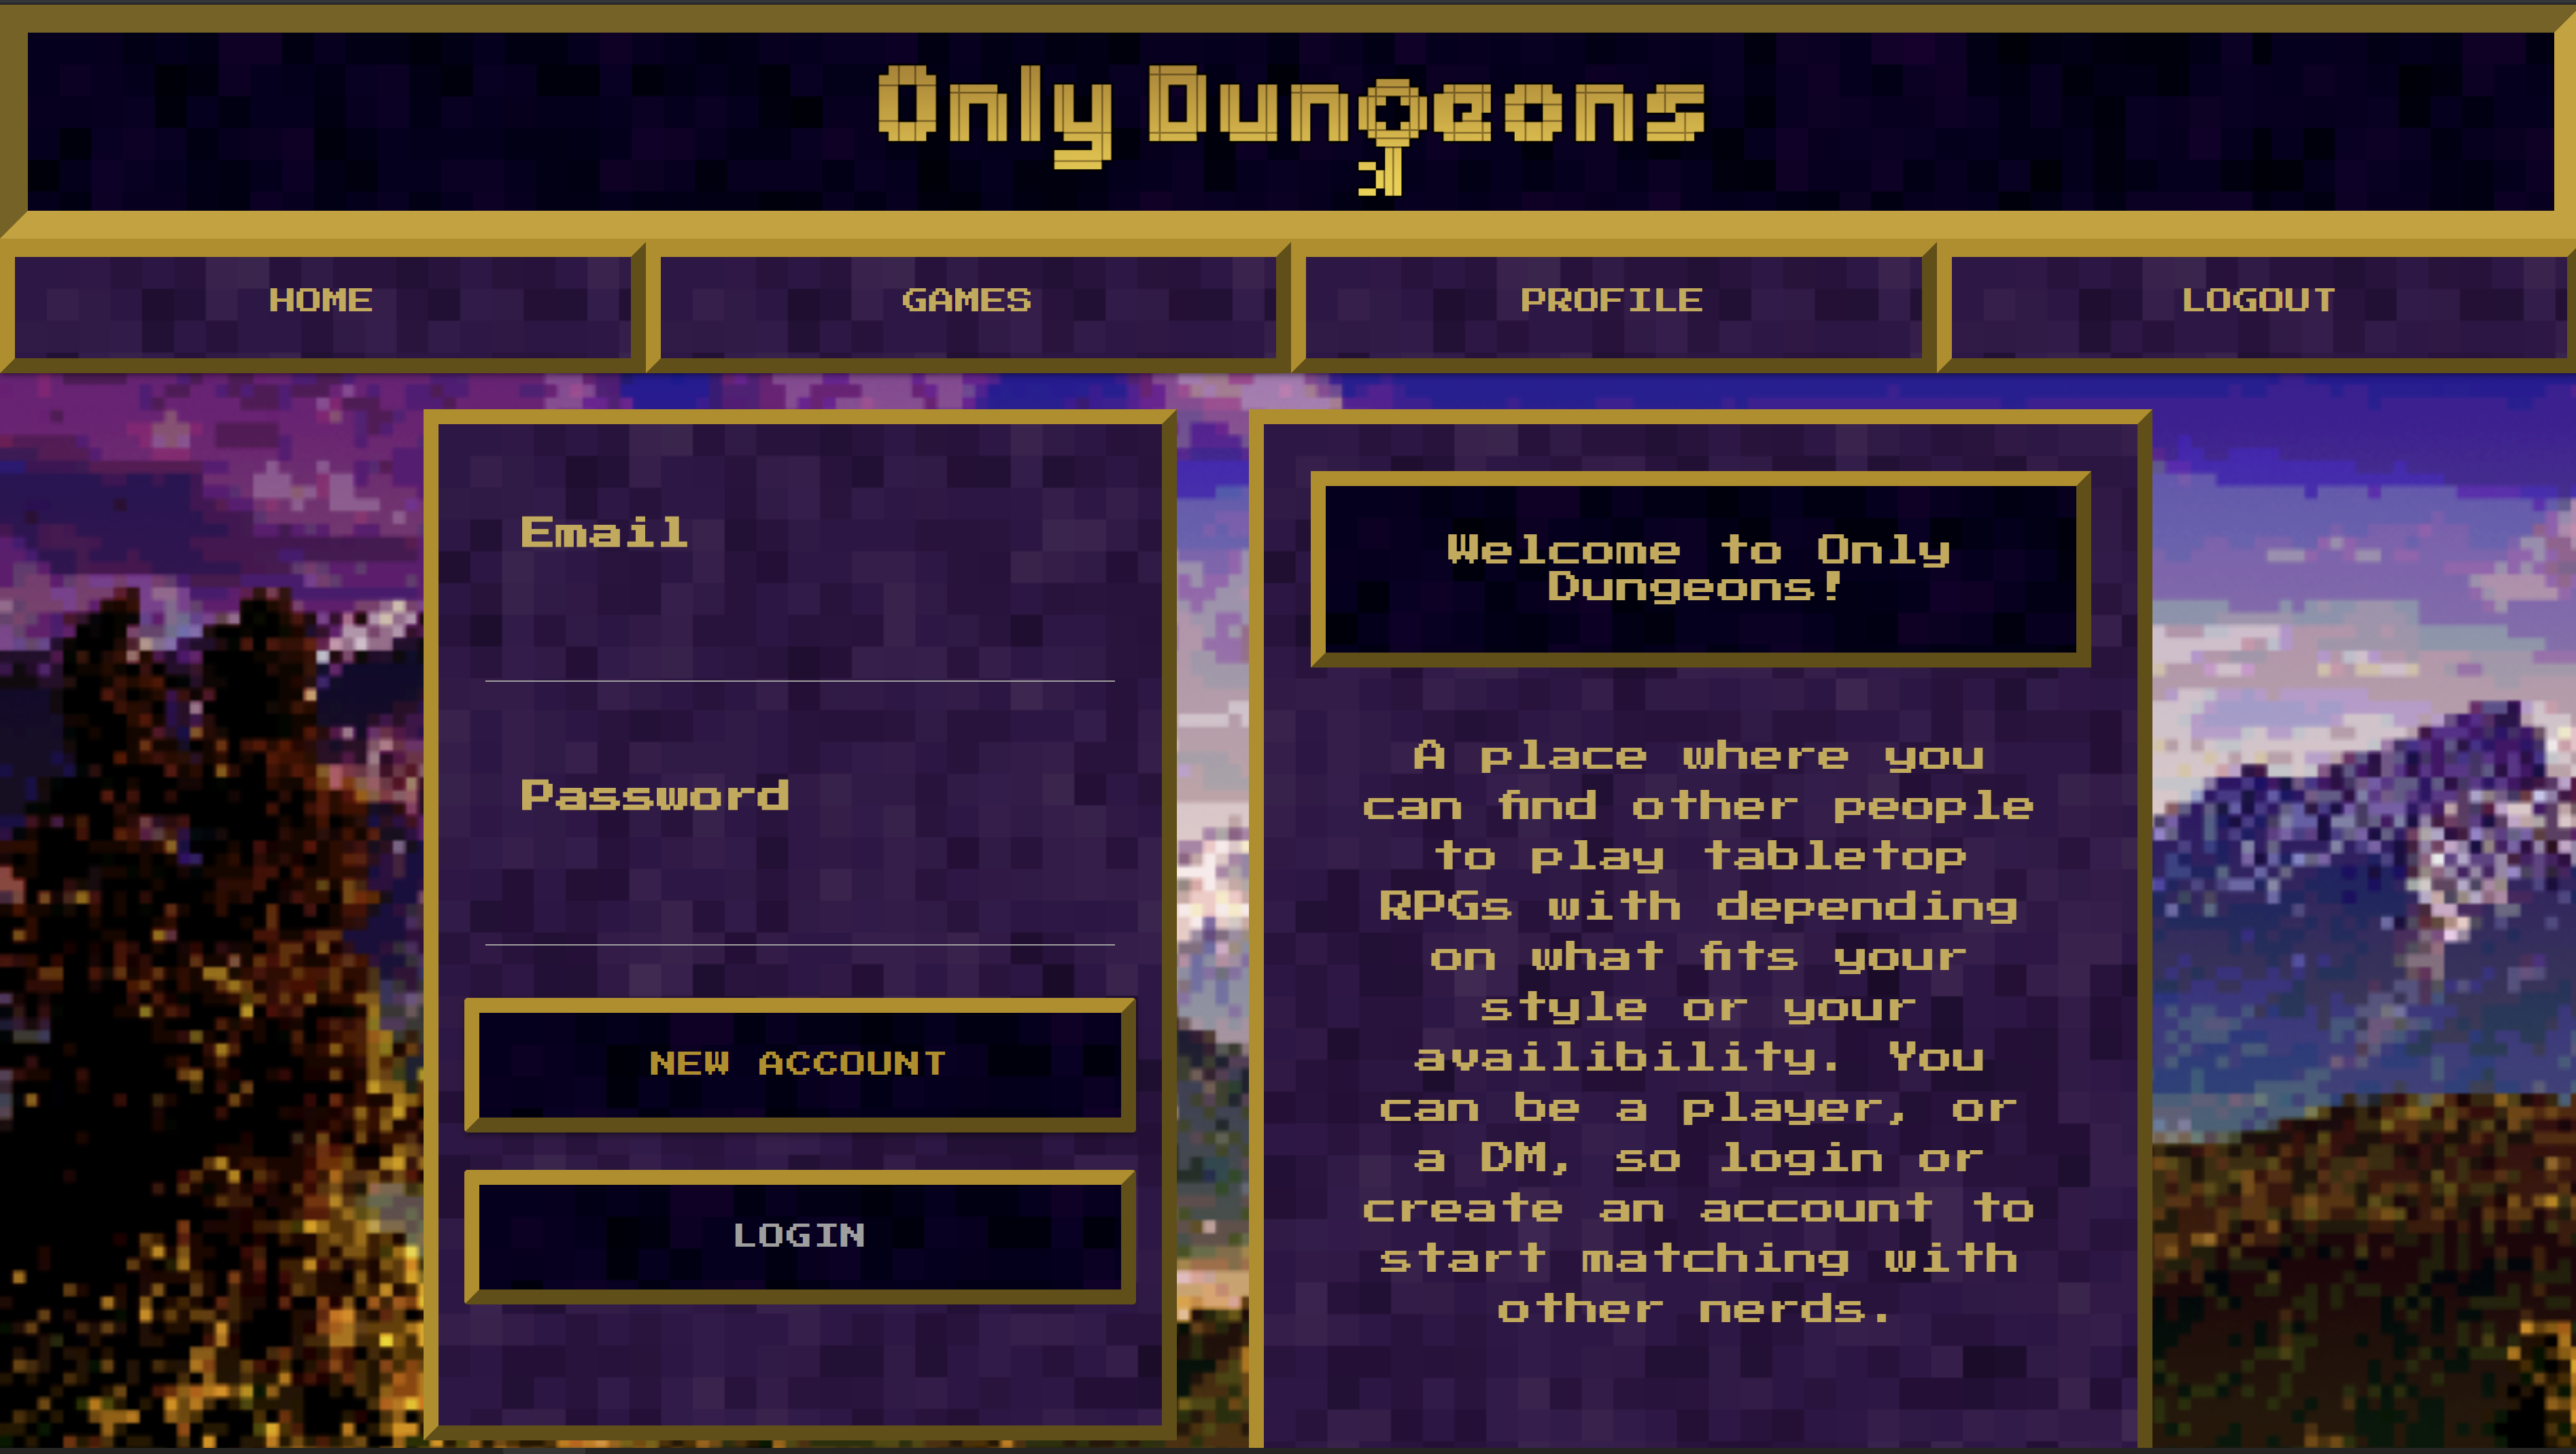 Only Dungeons
HOME
GAMES
PROFILE
LOGOUT
Email
Password
NEW ACCOUNT
LOGIN
Welcome to Only
Dungeons!
A place where you
can find other people
to play tabletop
RPGs with depending
on what fits your
style or your
availibility. You
can be a player, or
a DM, so login or
create an account to
start matching with
other nerds.